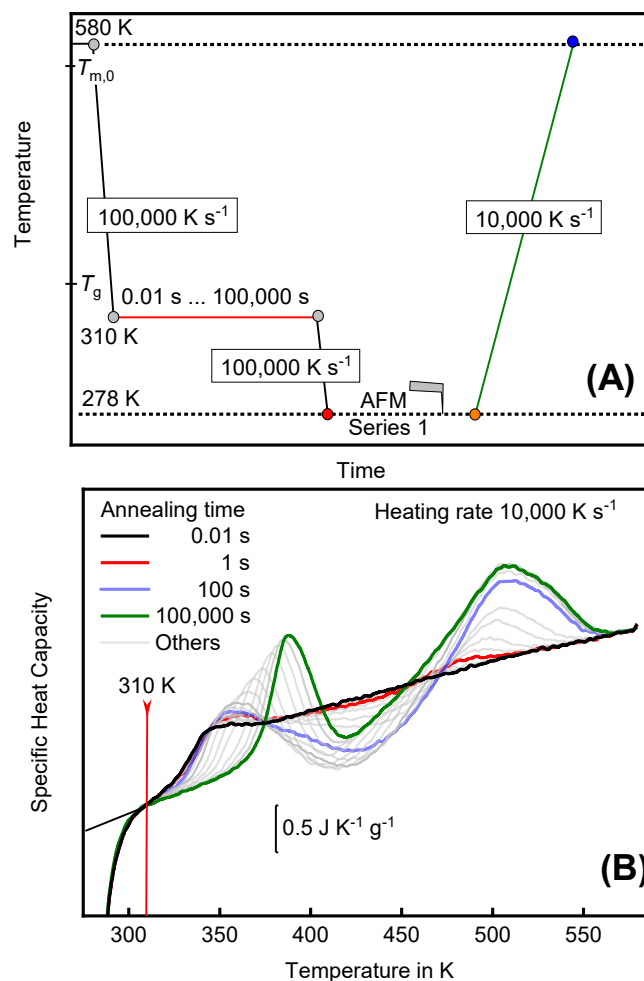 580 K
Tm,0
Temperature
100,000 K s-1
10,000 K s-1
Tg
0.01 s ... 100,000 s
310 K
100,000 K s-1
278 K
AFM
Series 1
(A)
Time
Annealing time
Heating rate 10,000 K s-1
0.01 s
1 s
100 s
100,000 s
Others
310 K
Specific Heat Capacity
0.5 J K-1 g-1
(B)
300 350 400 450 500 550
Temperature in K